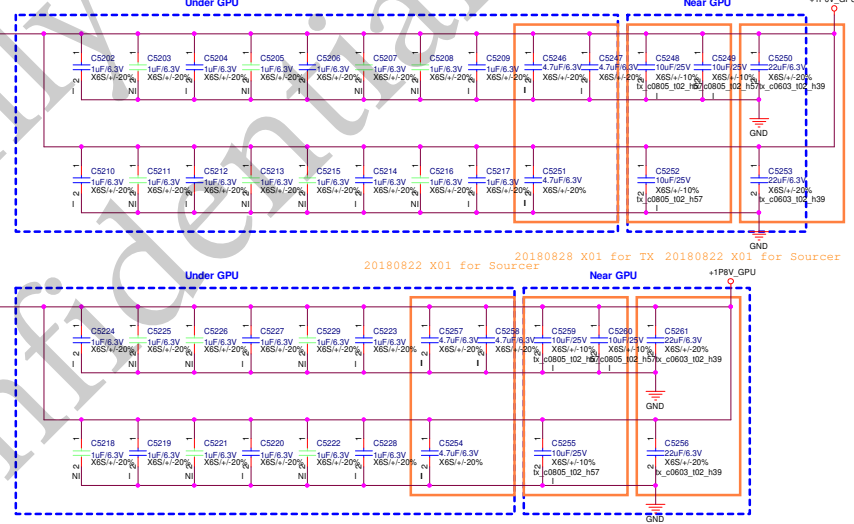 Under GPU
Near GPU
C5202
1uF/6.3V
X6S/+/-20%
C5203
1uF/6.3V
X6S/+/-20%
NI
C5204
1uF/6.3V
X6S/+/-20%
C5205
1uF/6.3V
X6S/+/-20%
NI
C5206
1uF/6.3V
X6S/+/-20%
C5207
1uF/6.3V
X6S/+/-20%
NI
C5208
1uF/6.3V
X6S/+/-20%
NI
C5209
1uF/6.3V
X6S/+/-20%
C5246
4.7uF/6.3V
X6S/+/-20%
C5247
4.7uF/6.3V
X6S/+/-20%
C5248
10uF/25V
X6S/+/-10%
tx_c0805_t02_h57
C5249
10uF/25V
X6S/+/-10%
c0805_t02_h57
C5250
22uF/6.3V
X6S/+/-20%
tx_c0603_t02_h39
GND
C5210
1uF/6.3V
X6S/+/-20%
C5211
1uF/6.3V
X6S/+/-20%
NI
C5212
1uF/6.3V
X6S/+/-20%
C5213
1uF/6.3V
X6S/+/-20%
NI
C5215
1uF/6.3V
X6S/+/-20%
NI
C5214
1uF/6.3V
X6S/+/-20%
C5216
1uF/6.3V
X6S/+/-20%
NI
C5217
1uF/6.3V
X6S/+/-20%
C5251
4.7uF/6.3V
X6S/+/-20%
C5252
10uF/25V
X6S/+/-10%
tx_c0805_t02_h57
C5253
22uF/6.3V
X6S/+/-20%
tx_c0603_t02_h39
GND
20180822 X01 for Sourcer
20180828 X01 for TX
20180822 X01 for Sourcer
Under GPU
Near GPU
+1P8V_GPU
C5224
1uF/6.3V
X6S/+/-20%
C5225
1uF/6.3V
X6S/+/-20%
NI
C5226
1uF/6.3V
X6S/+/-20%
NI
C5227
1uF/6.3V
X6S/+/-20%
C5229
1uF/6.3V
X6S/+/-20%
NI
C5223
1uF/6.3V
X6S/+/-20%
C5257
4.7uF/6.3V
X6S/+/-20%
C5258
4.7uF/6.3V
X6S/+/-20%
C5259
10uF/25V
X6S/+/-10%
tx_c0805_t02_h57
C5260
10uF/25V
X6S/+/-10%
c0805_t02_h57
C5261
22uF/6.3V
X6S/+/-20%
tx_c0603_t02_h39
GND
C5218
1uF/6.3V
X6S/+/-20%
NI
C5219
1uF/6.3V
X6S/+/-20%
C5221
1uF/6.3V
X6S/+/-20%
NI
C5220
1uF/6.3V
X6S/+/-20%
C5222
1uF/6.3V
X6S/+/-20%
NI
C5228
1uF/6.3V
X6S/+/-20%
C5254
4.7uF/6.3V
X6S/+/-20%
C5255
10uF/25V
X6S/+/-10%
tx_c0805_t02_h57
C5256
22uF/6.3V
X6S/+/-20%
tx_c0603_t02_h39
GND